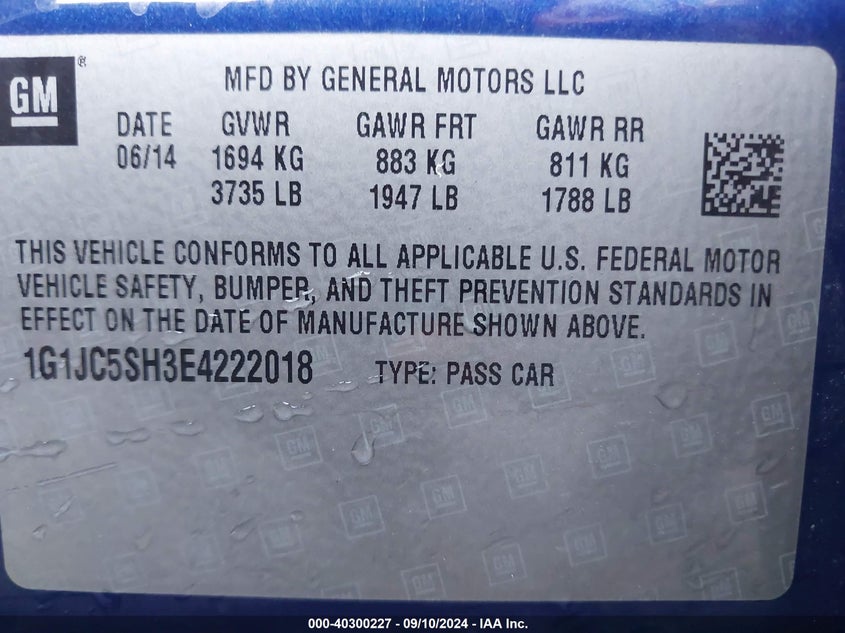 GM ®
MFD BY GENERAL MOTORS LLC
DATE GVWR GAWR FRT GAWR RR
06/14 1694 KG 883 KG 811 KG
3735 LB 1947 LB 1788 LB
THIS VEHICLE CONFORMS TO ALL APPLICABLE U.S. FEDERAL MOTOR
VEHICLE SAFETY, BUMPER, AND THEFT PREVENTION STANDARDS IN
EFFECT ON THE DATE OF MANUFACTURE SHOWN ABOVE.
1G1JC5SH3E4222018 TYPE: PASS CAR
000-40300227 - 09/10/2024 - IAA Inc.